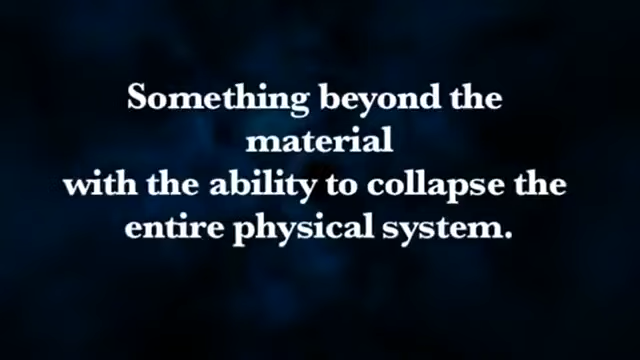 Something beyond the
material
with the ability to collapse the
entire physical system.